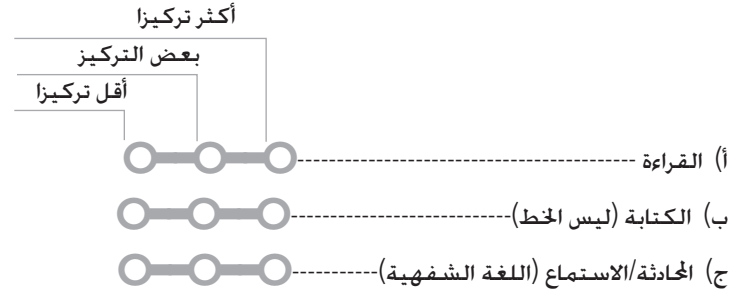 أكثر تركيزا
بعض التركيز
أقل تركيزا
أ) القراءة
ب) الكتابة (ليس الخط)
ج) المحادثة/الاستماع (اللغة الشفهية)